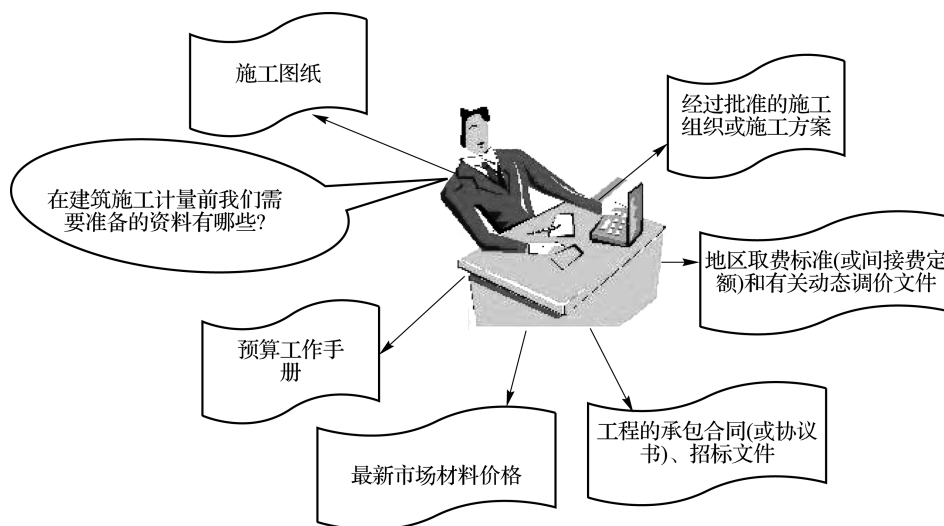 施工图纸
经过批准的施工
组织或施工方案
在建筑施工计量前我们需
要准备的资料有哪些?
地区取费标准(或间接费定
额)和有关动态调价文件
预算工作手
册
工程的承包合同(或协议
书)、招标文件
最新市场材料价格